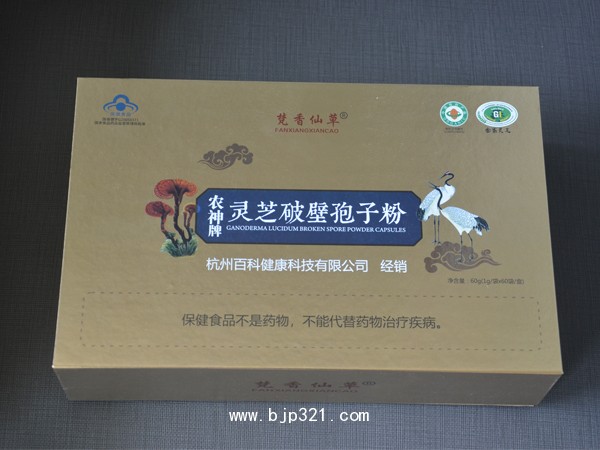 梵香仙草®
FANXIANGXIANCAO
GI
农神牌
灵芝破壁孢子粉
GANODERMA LUCIDUM BROKEN SPORE POWDER CAPSULES
杭州百科健康科技有限公司 经销
保健食品不是药物，不能代替药物治疗疾病。
梵香仙草®
FANXIANGXIANCAO
www.bjp321.com